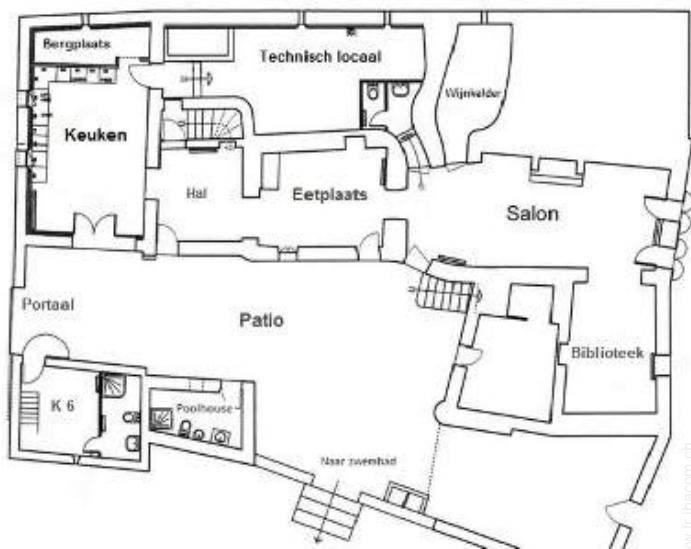 Bergplaats
Technisch locaal
Wijnkelder
Keuken
Hal
Eetplaats
Salon
Portaal
Patio
Biblioteek
K 6
Poolhouse
Naar zwembad